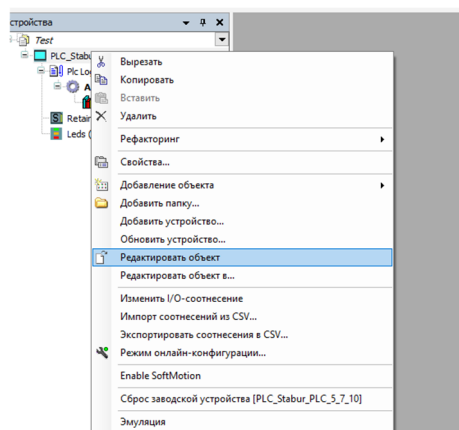 стройства
Test
PLC_Stabu
Plc Lo
A
Retain
Leds (
Вырезать
Копировать
Вставить
Удалить
Рефакторинг
Свойства...
Добавление объекта
Добавить папку...
Добавить устройство...
Обновить устройство...
Редактировать объект
Редактировать объект в...
Изменить I/O-соотнесение
Импорт соотнесений из CSV...
Экспортировать соотнесения в CSV...
Режим онлайн-конфигурации...
Enable SoftMotion
Сброс заводской устройства [PLC_Stabur_PLC_5_7_10]
Эмуляция